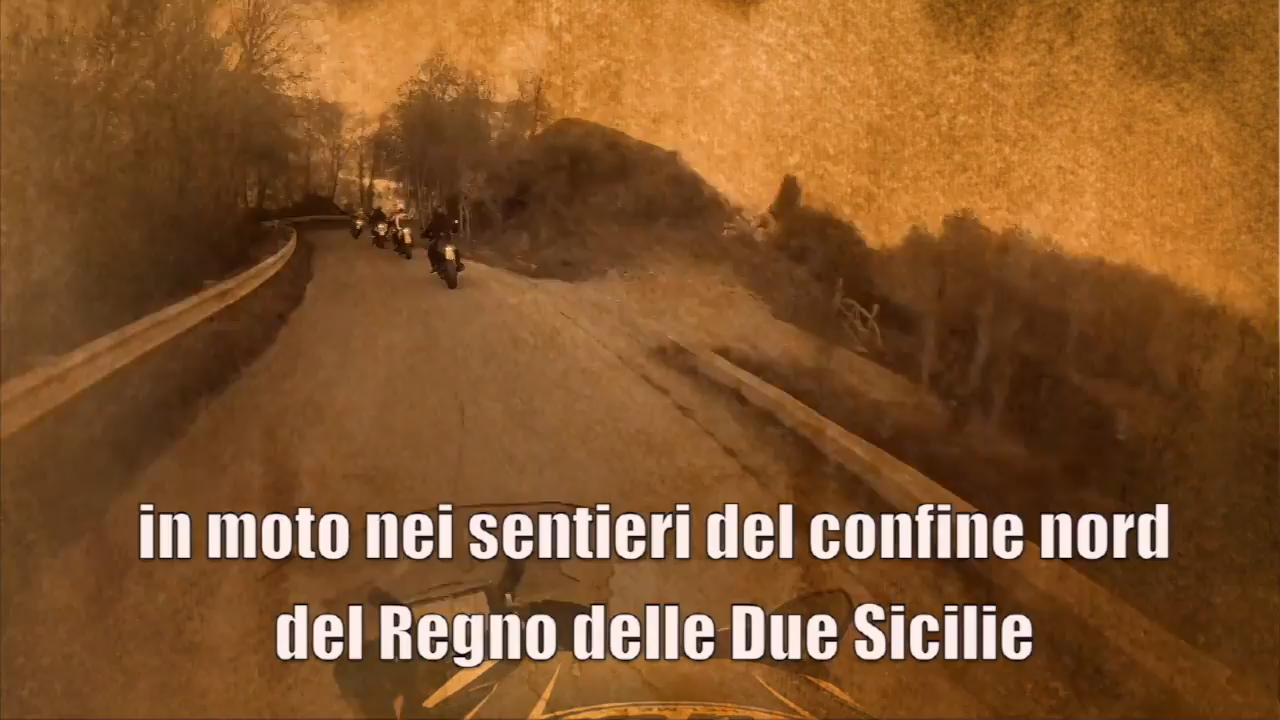 in moto nei sentieri del confine nord
del Regno delle Due Sicilie